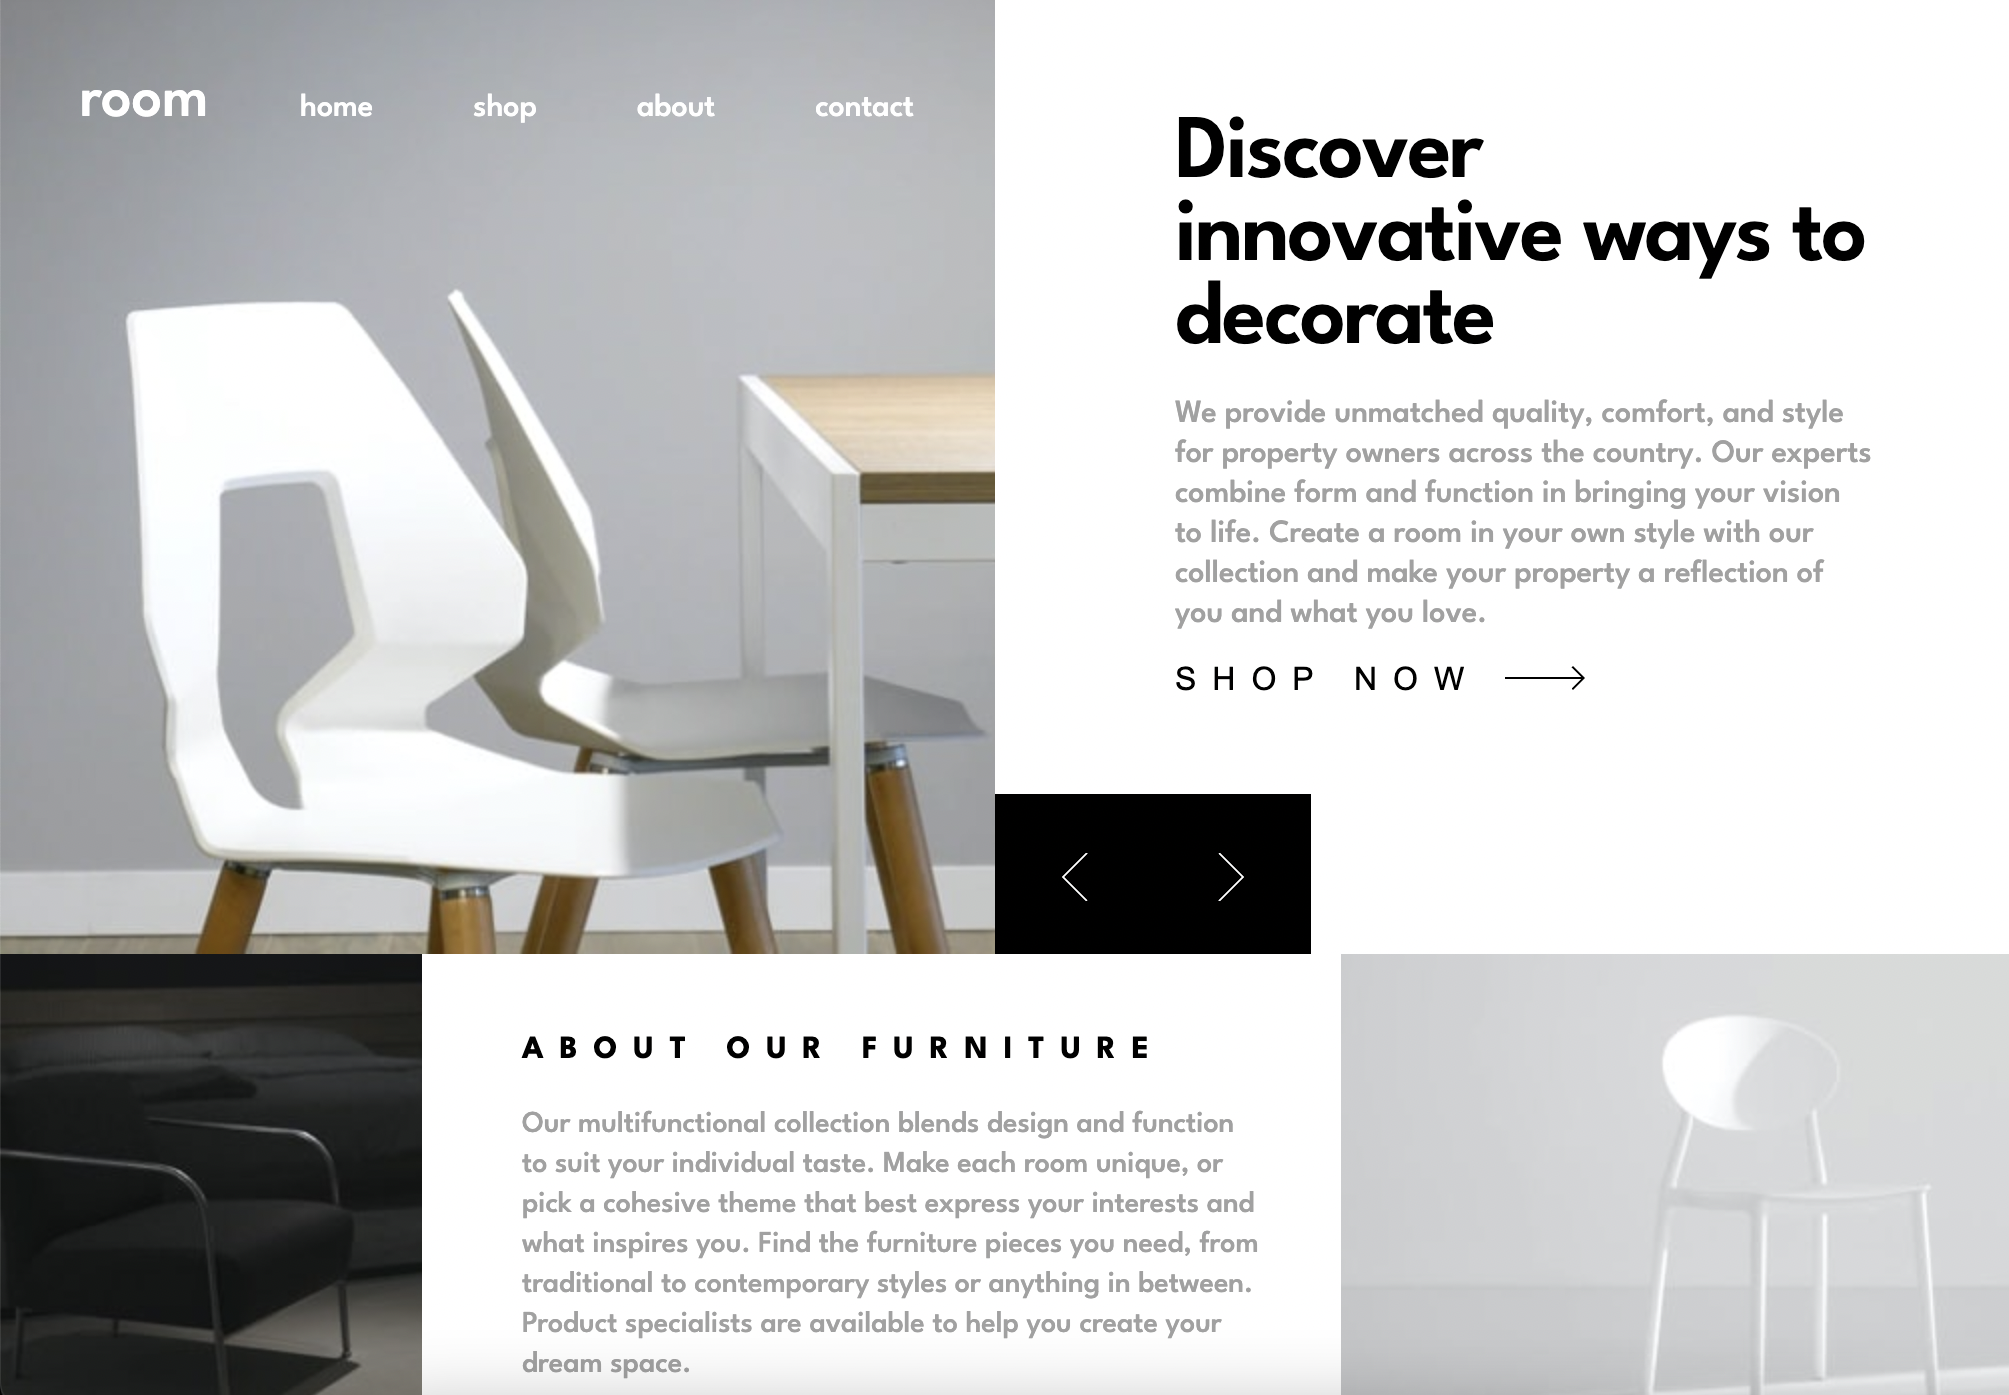 room
home
shop
about
contact
Discover
innovative ways to
decorate
We provide unmatched quality, comfort, and style
for property owners across the country. Our experts
combine form and function in bringing your vision
to life. Create a room in your own style with our
collection and make your property a reflection of
you and what you love.
SHOP NOW
ABOUT OUR FURNITURE
Our multifunctional collection blends design and function
to suit your individual taste. Make each room unique, or
pick a cohesive theme that best express your interests and
what inspires you. Find the furniture pieces you need, from
traditional to contemporary styles or anything in between.
Product specialists are available to help you create your
dream space.